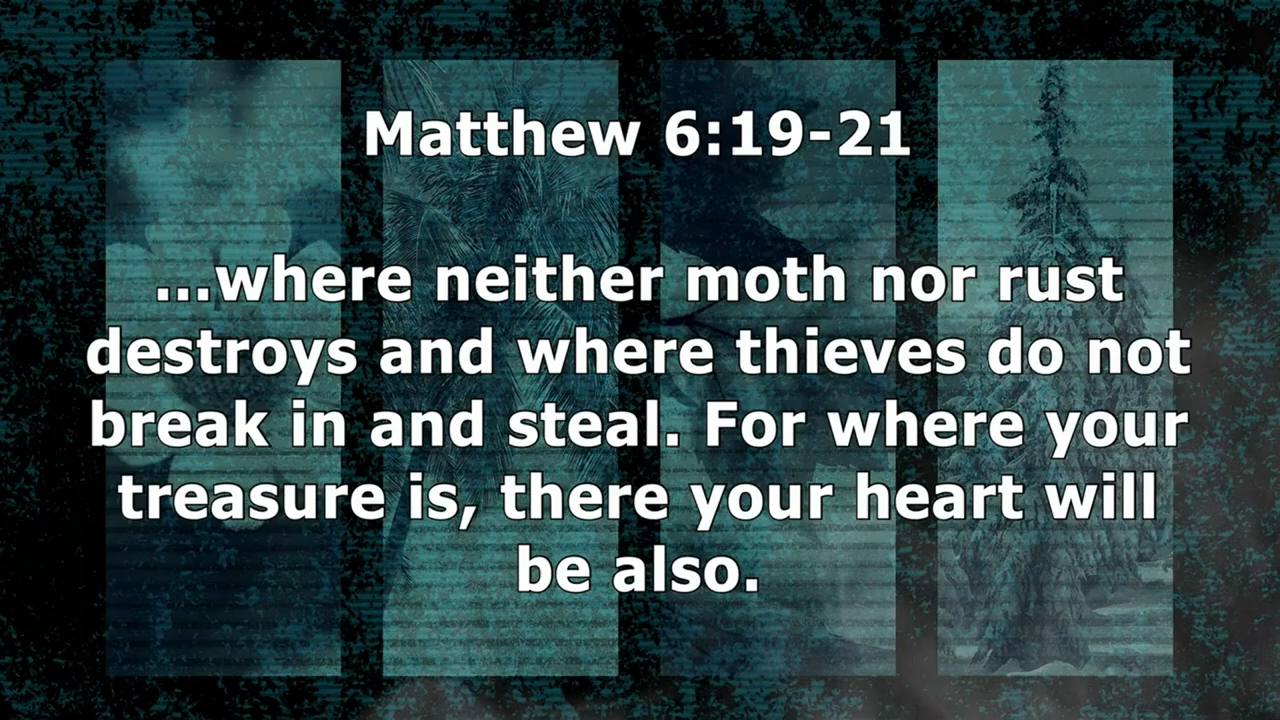 Matthew 6:19-21
...where neither moth nor rust
destroys and where thieves do not
break in and steal. For where your
treasure is, there your heart will
be also.